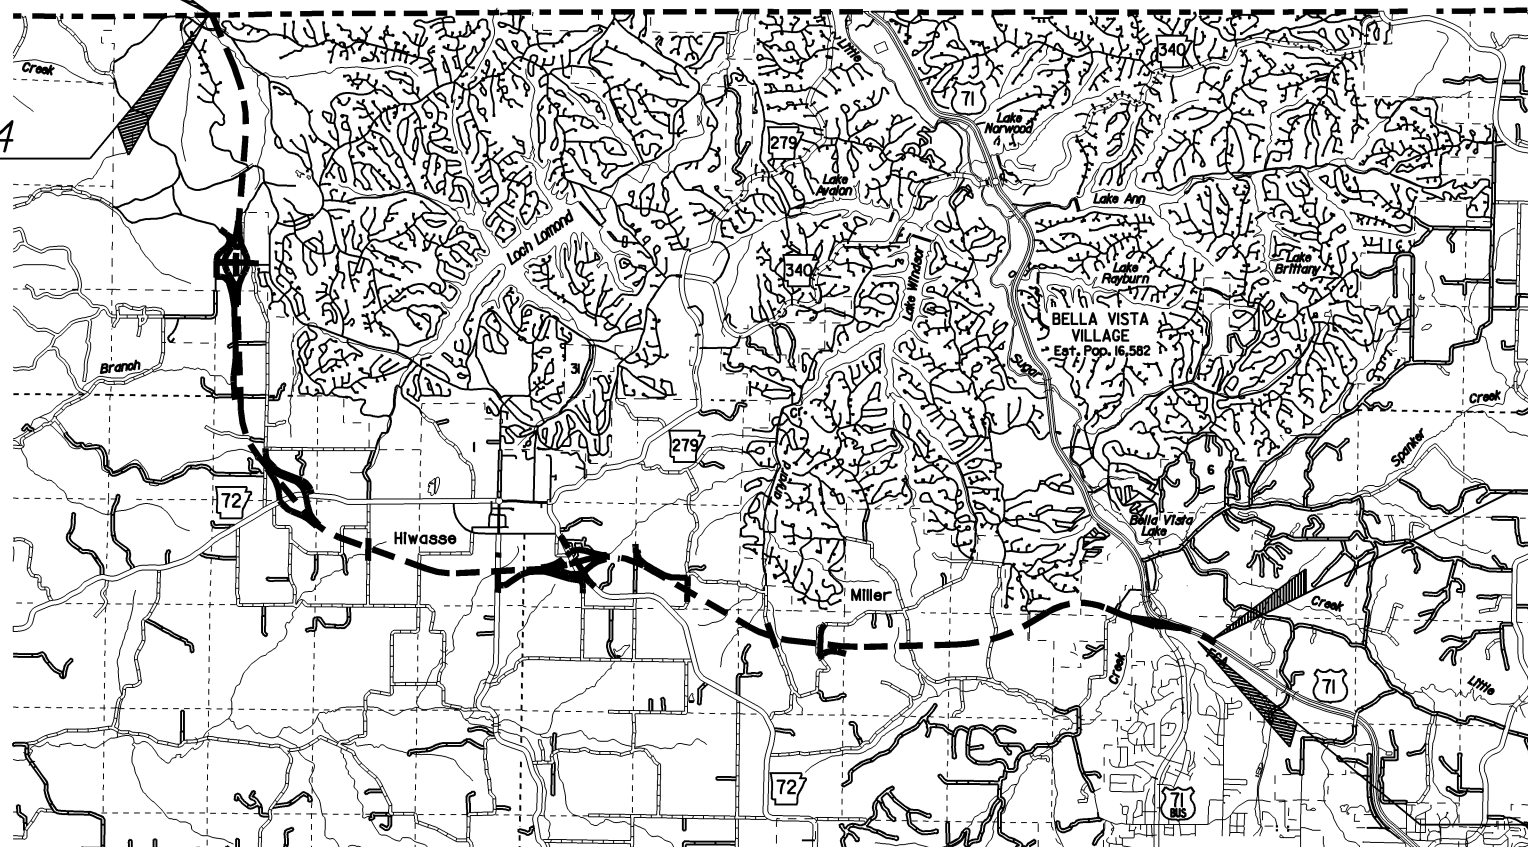 Creek
Little
340
71
Lake
Norwood
4
279
Lake
Avalon
Lake Ann
Loch Lomond
340
Lake Windsor
Lake
Rayburn
Lake
Brittany
BELLA VISTA
VILLAGE
Est. Pop. 16,582
Sugar
Branch
31
Creek
Cr.
279
Spanker
6
72
Tanyard
Bella Vista
Lake
Hiwasse
Miller
Creek
Creek
71
Little
72
71
BUS